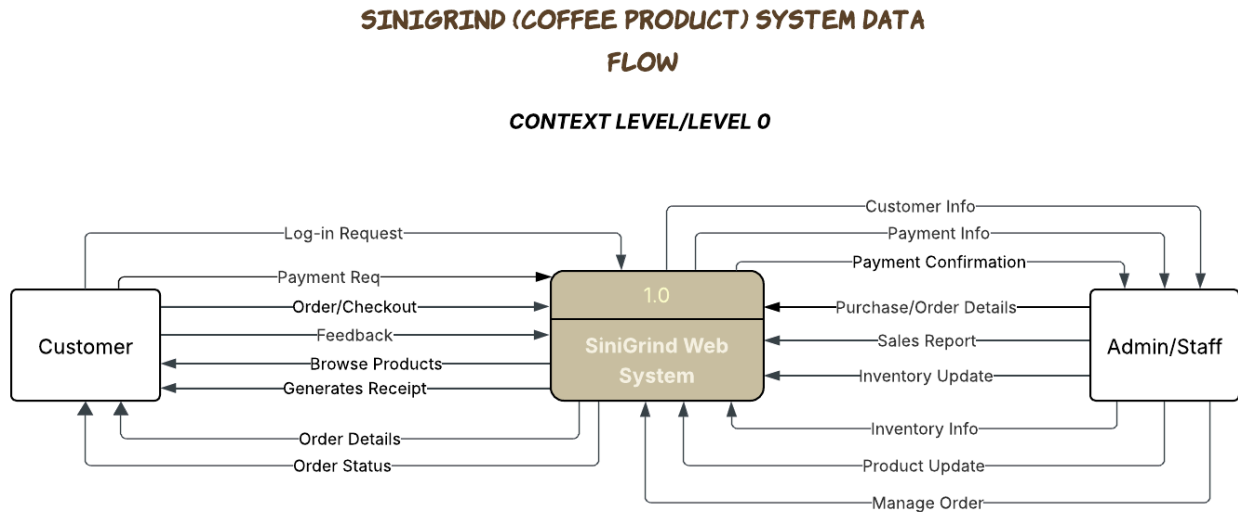 SINIGRIND (COFFEE PRODUCT) SYSTEM DATA
FLOW
CONTEXT LEVEL/LEVEL 0
Customer Info
Log-in Request
Payment Info
Payment Confirmation
Payment Req
1.0
Order/Checkout
Purchase/Order Details
Feedback
Sales Report
Customer
SiniGrind Web
System
Admin/Staff
Browse Products
Inventory Update
Generates Receipt
Inventory Info
Order Details
Order Status
Product Update
Manage Order